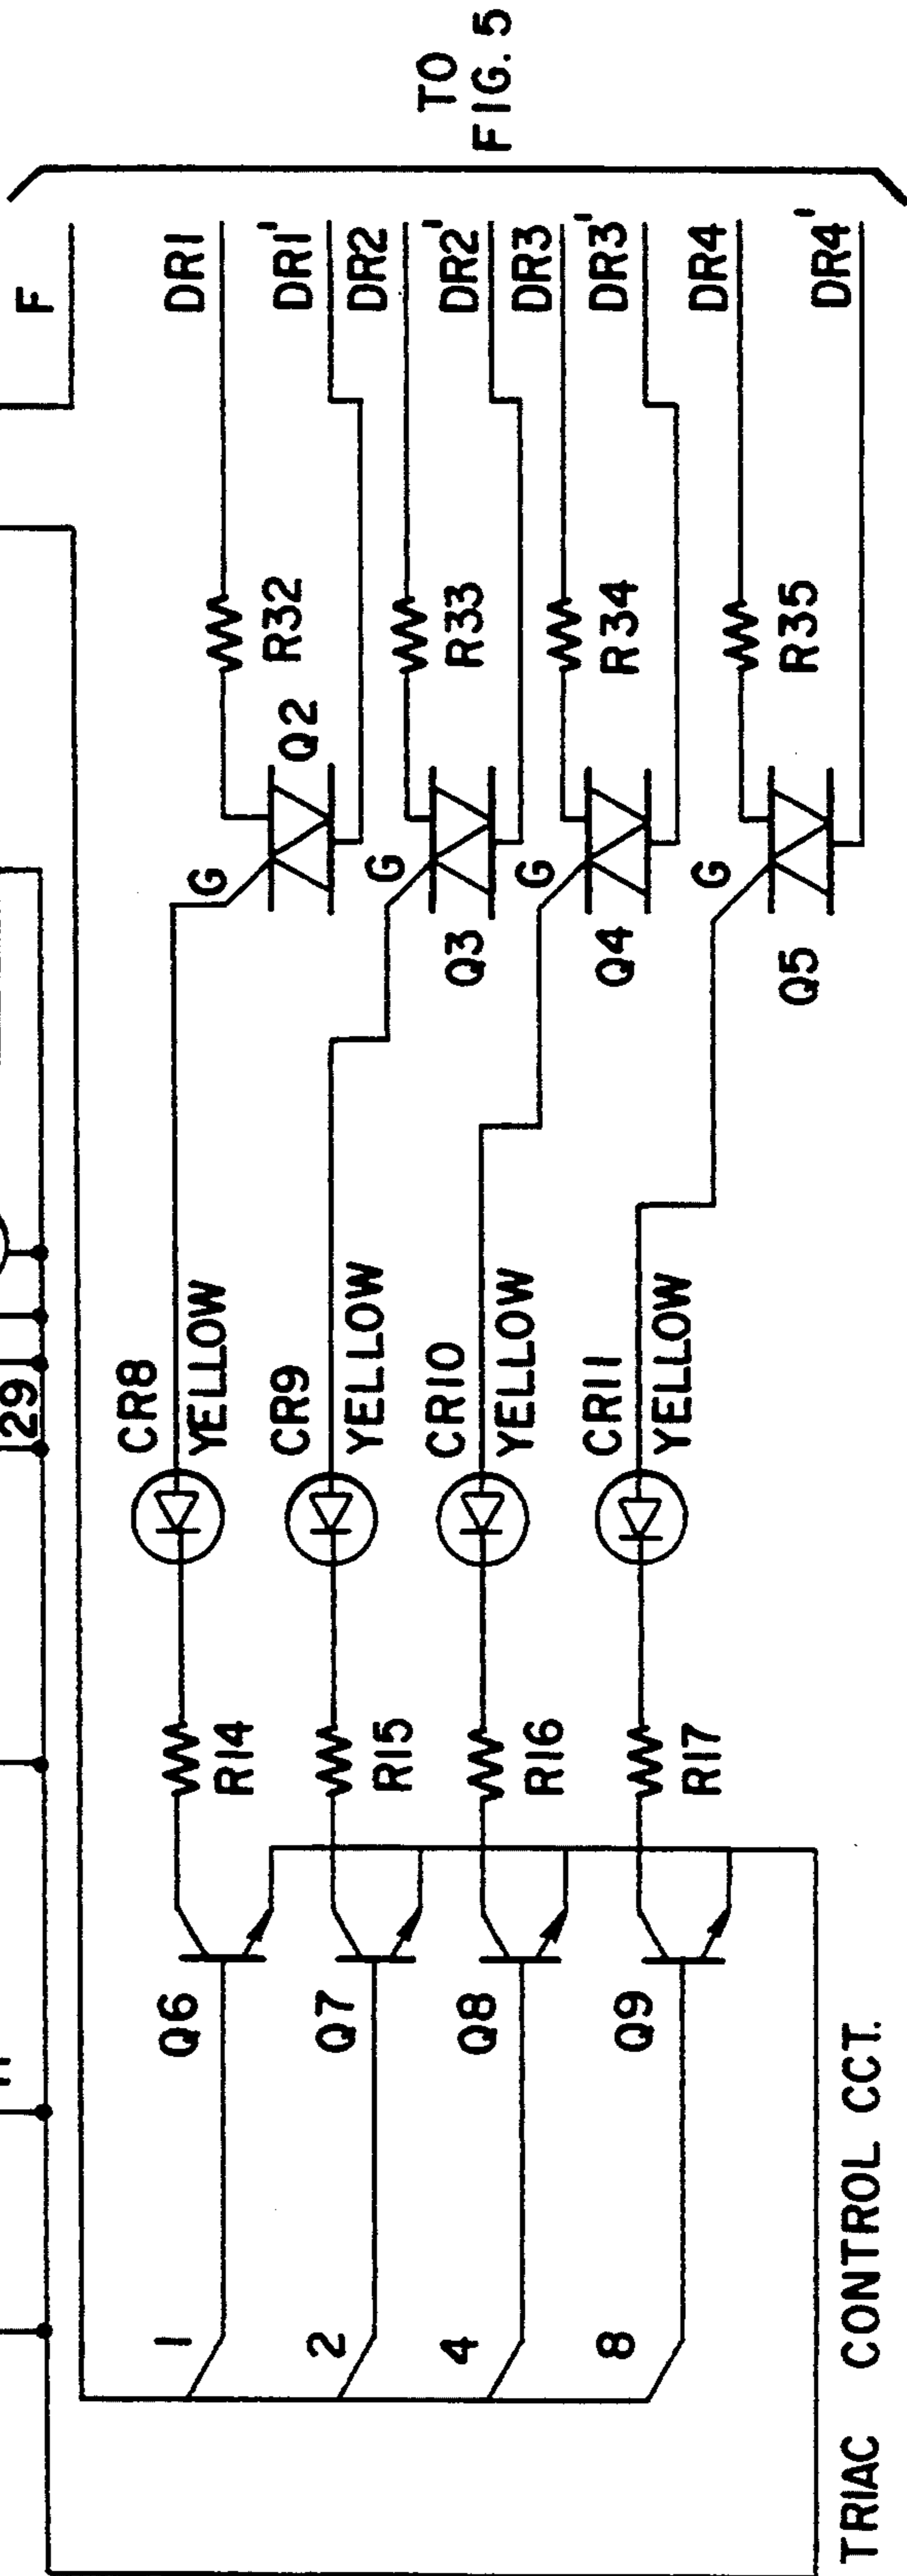 29
F
1
Q6
R14
CR8
YELLOW
G
Q2
R32
DR1
DR1'
2
Q7
R15
CR9
YELLOW
G
Q3
R33
DR2
DR2'
4
Q8
R16
CR10
YELLOW
G
Q4
R34
DR3
DR3'
8
Q9
R17
CR11
YELLOW
G
Q5
R35
DR4
DR4'
TO
FIG. 5
TRIAC CONTROL CCT.